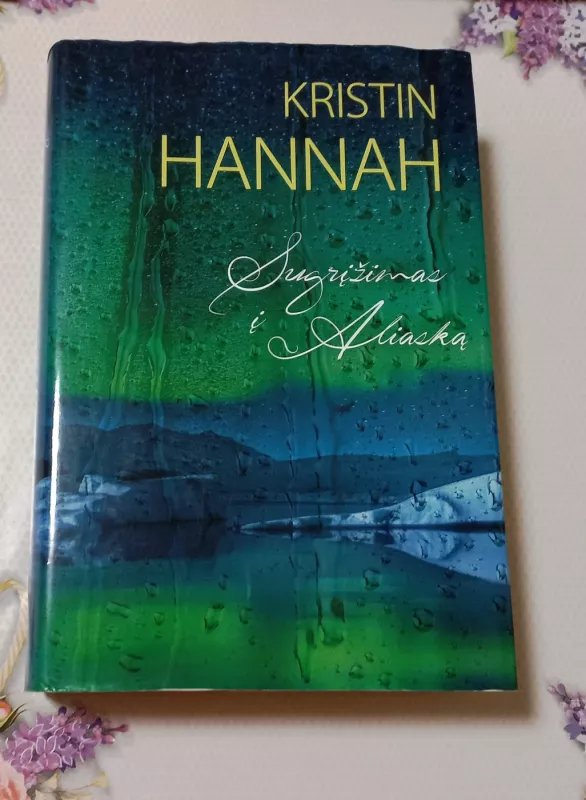 KRISTIN
HANNAH
Sugrįžimas
į Aliaską